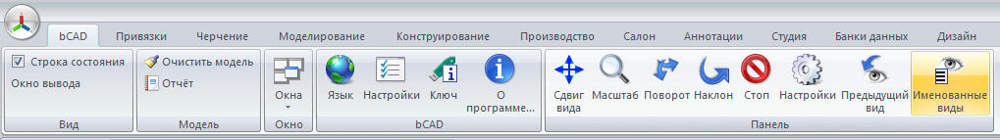 bCAD Привязки Черчение Моделирование Конструирование Производство Салон Аннотации Студия Банки данных Дизайн
Строка состояния
Окно вывода
Вид
Очистить модель
Отчёт
Модель
Окна
Окно
Язык
Настройки
Ключ
О
программе...
bCAD
Сдвиг
вида
Масштаб
Поворот
Наклон
Стоп
Настройки
Предыдущий
вид
Именованные
виды
Панель